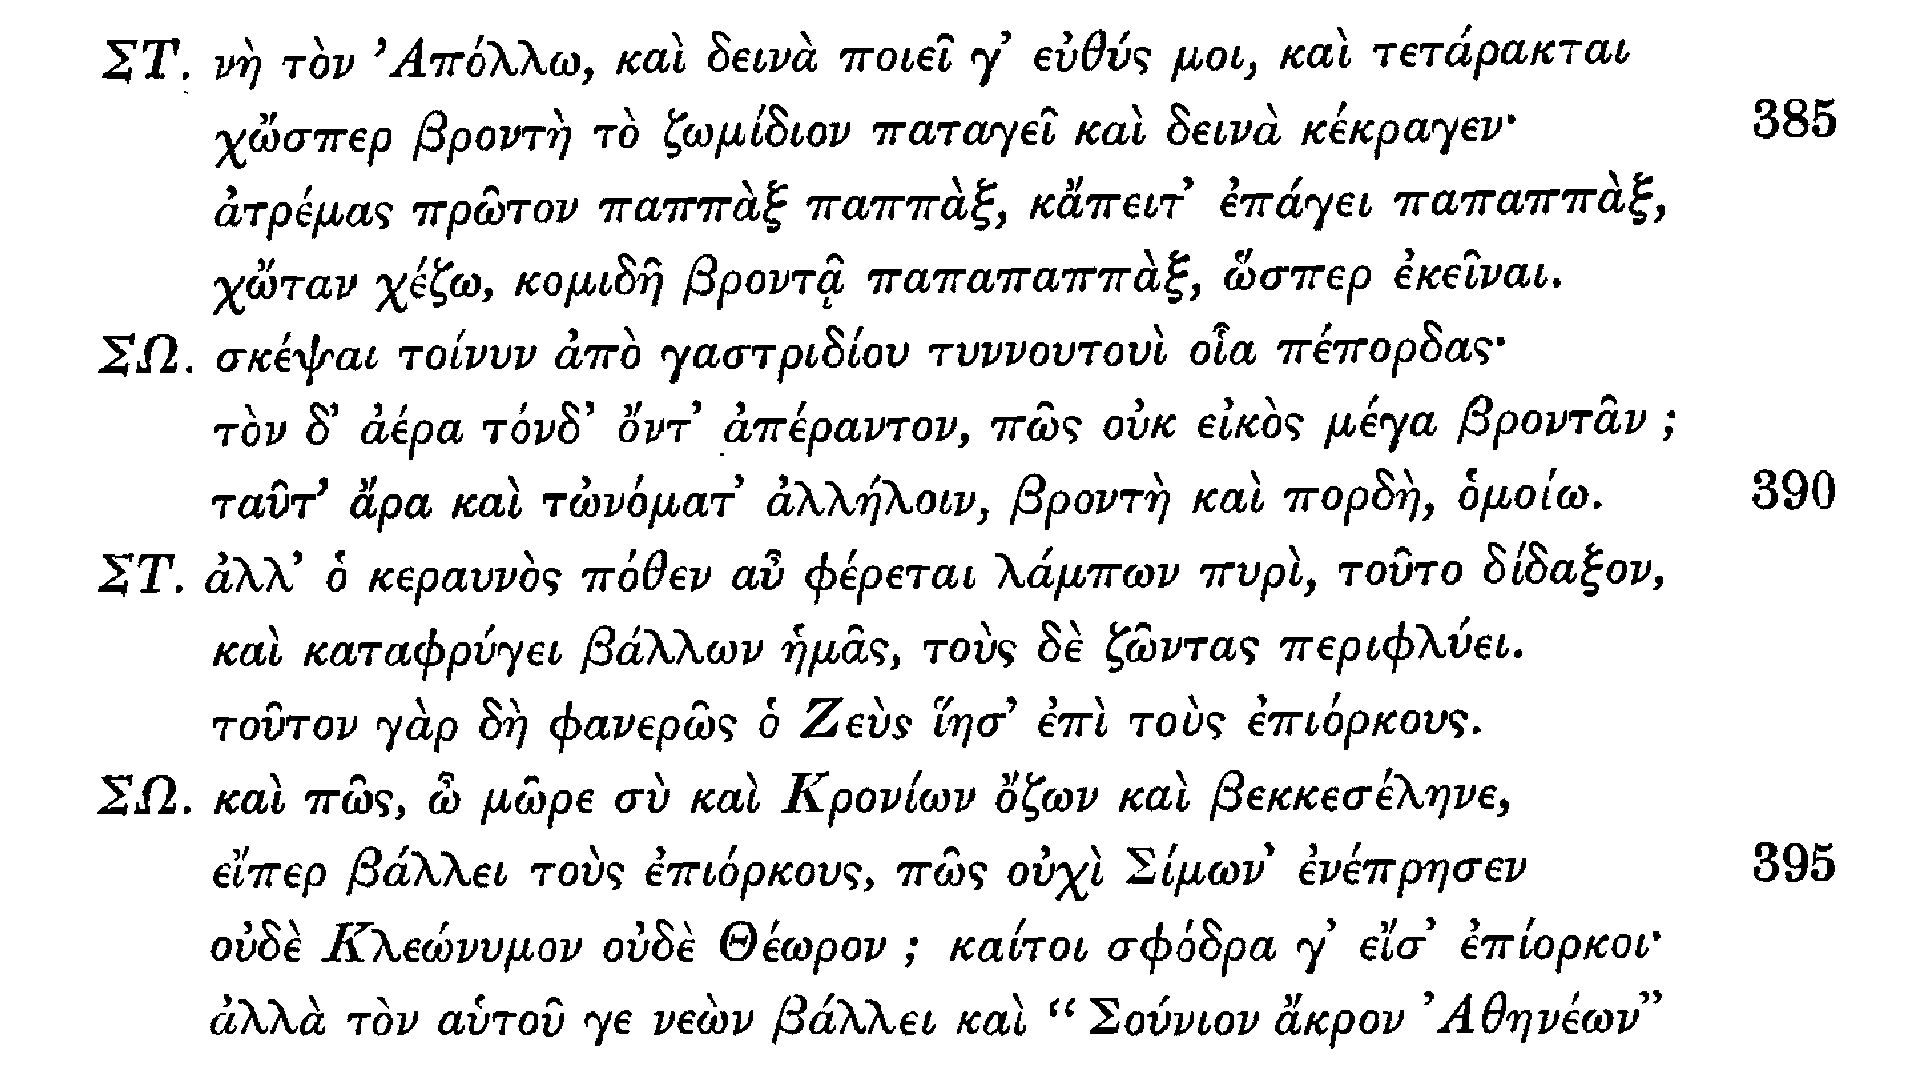 ΣΤ. νὴ τὸν Ἀπόλλω, καὶ δεινὰ ποιεῖ γ’ εὐθύς μοι, καὶ τετάρακται
χὤσπερ βροντὴ τὸ ζωμίδιον παταγεῖ καὶ δεινὰ κέκραγεν· 385
ἀτρέμας πρῶτον παππὰξ παππὰξ, κἄπειτ’ ἐπάγει παπαππὰξ,
χὤταν χέζω, κομιδῆ βροντᾷ παπαπαππὰξ, ὥσπερ ἐκεῖναι.
ΣΩ. σκέψαι τοίνυν ἀπὸ γαστριδίου τυννουτουὶ οἷα πέπορδας·
τὸν δ’ ἀέρα τόνδ’ ὄντ’ ἀπέραντον, πῶς οὐκ εἰκὸς μέγα βροντᾶν ;
ταῦτ’ ἄρα καὶ τὠνόματ’ ἀλλήλοιν, βροντὴ καὶ πορδὴ, ὁμοίω. 390
ΣΤ. ἀλλ’ ὁ κεραυνὸς πόθεν αὖ φέρεται λάμπων πυρὶ, τοῦτο δίδαξον,
καὶ καταφρύγει βάλλων ἡμᾶς, τοὺς δὲ ζῶντας περιφλύει.
τοῦτον γὰρ δὴ φανερῶς ὁ Ζεὺς ἵησ’ ἐπὶ τοὺς ἐπιόρκους.
ΣΩ. καὶ πῶς, ὦ μῶρε σὺ καὶ Κρονίων ὄζων καὶ βεκκεσέληνε,
εἴπερ βάλλει τοὺς ἐπιόρκους, πῶς οὐχὶ Σίμων’ ἐνέπρησεν 395
οὐδὲ Κλεώνυμον οὐδὲ Θέωρον ; καίτοι σφόδρα γ’ εἴσ’ ἐπίορκοι·
ἀλλὰ τὸν αὑτοῦ γε νεὼν βάλλει καὶ “Σούνιον ἄκρον Ἀθηνέων”